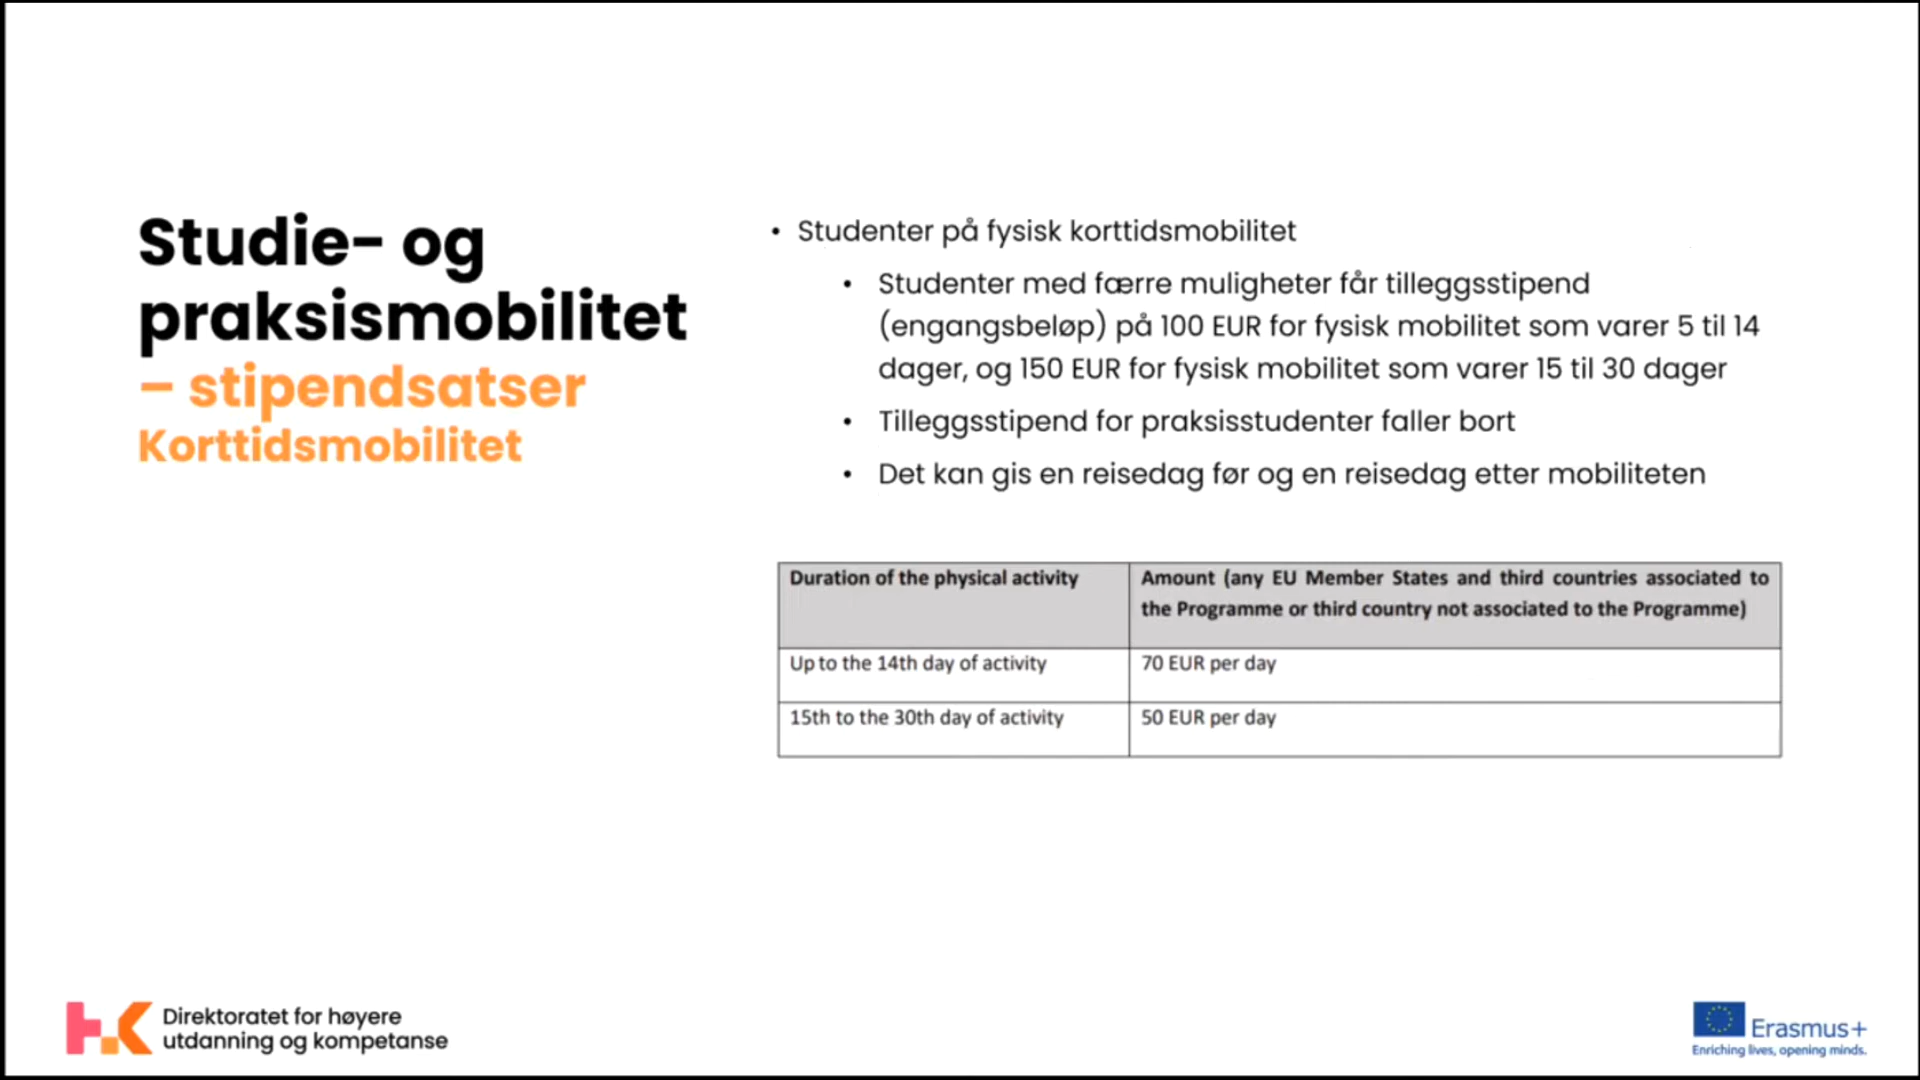 Studie- og
praksismobilitet
– stipendsatser
Korttidsmobilitet
• Studenter på fysisk korttidsmobilitet
• Studenter med færre muligheter får tilleggsstipend
(engangsbeløp) på 100 EUR for fysisk mobilitet som varer 5 til 14
dager, og 150 EUR for fysisk mobilitet som varer 15 til 30 dager
• Tilleggsstipend for praksisstudenter faller bort
• Det kan gis en reisedag før og en reisedag etter mobiliteten
Duration of the physical activity
Amount (any EU Member States and third countries associated to
the Programme or third country not associated to the Programme)
Up to the 14th day of activity
70 EUR per day
15th to the 30th day of activity
50 EUR per day
Direktoratet for høyere
utdanning og kompetanse
Erasmus+
Enriching lives, opening minds.